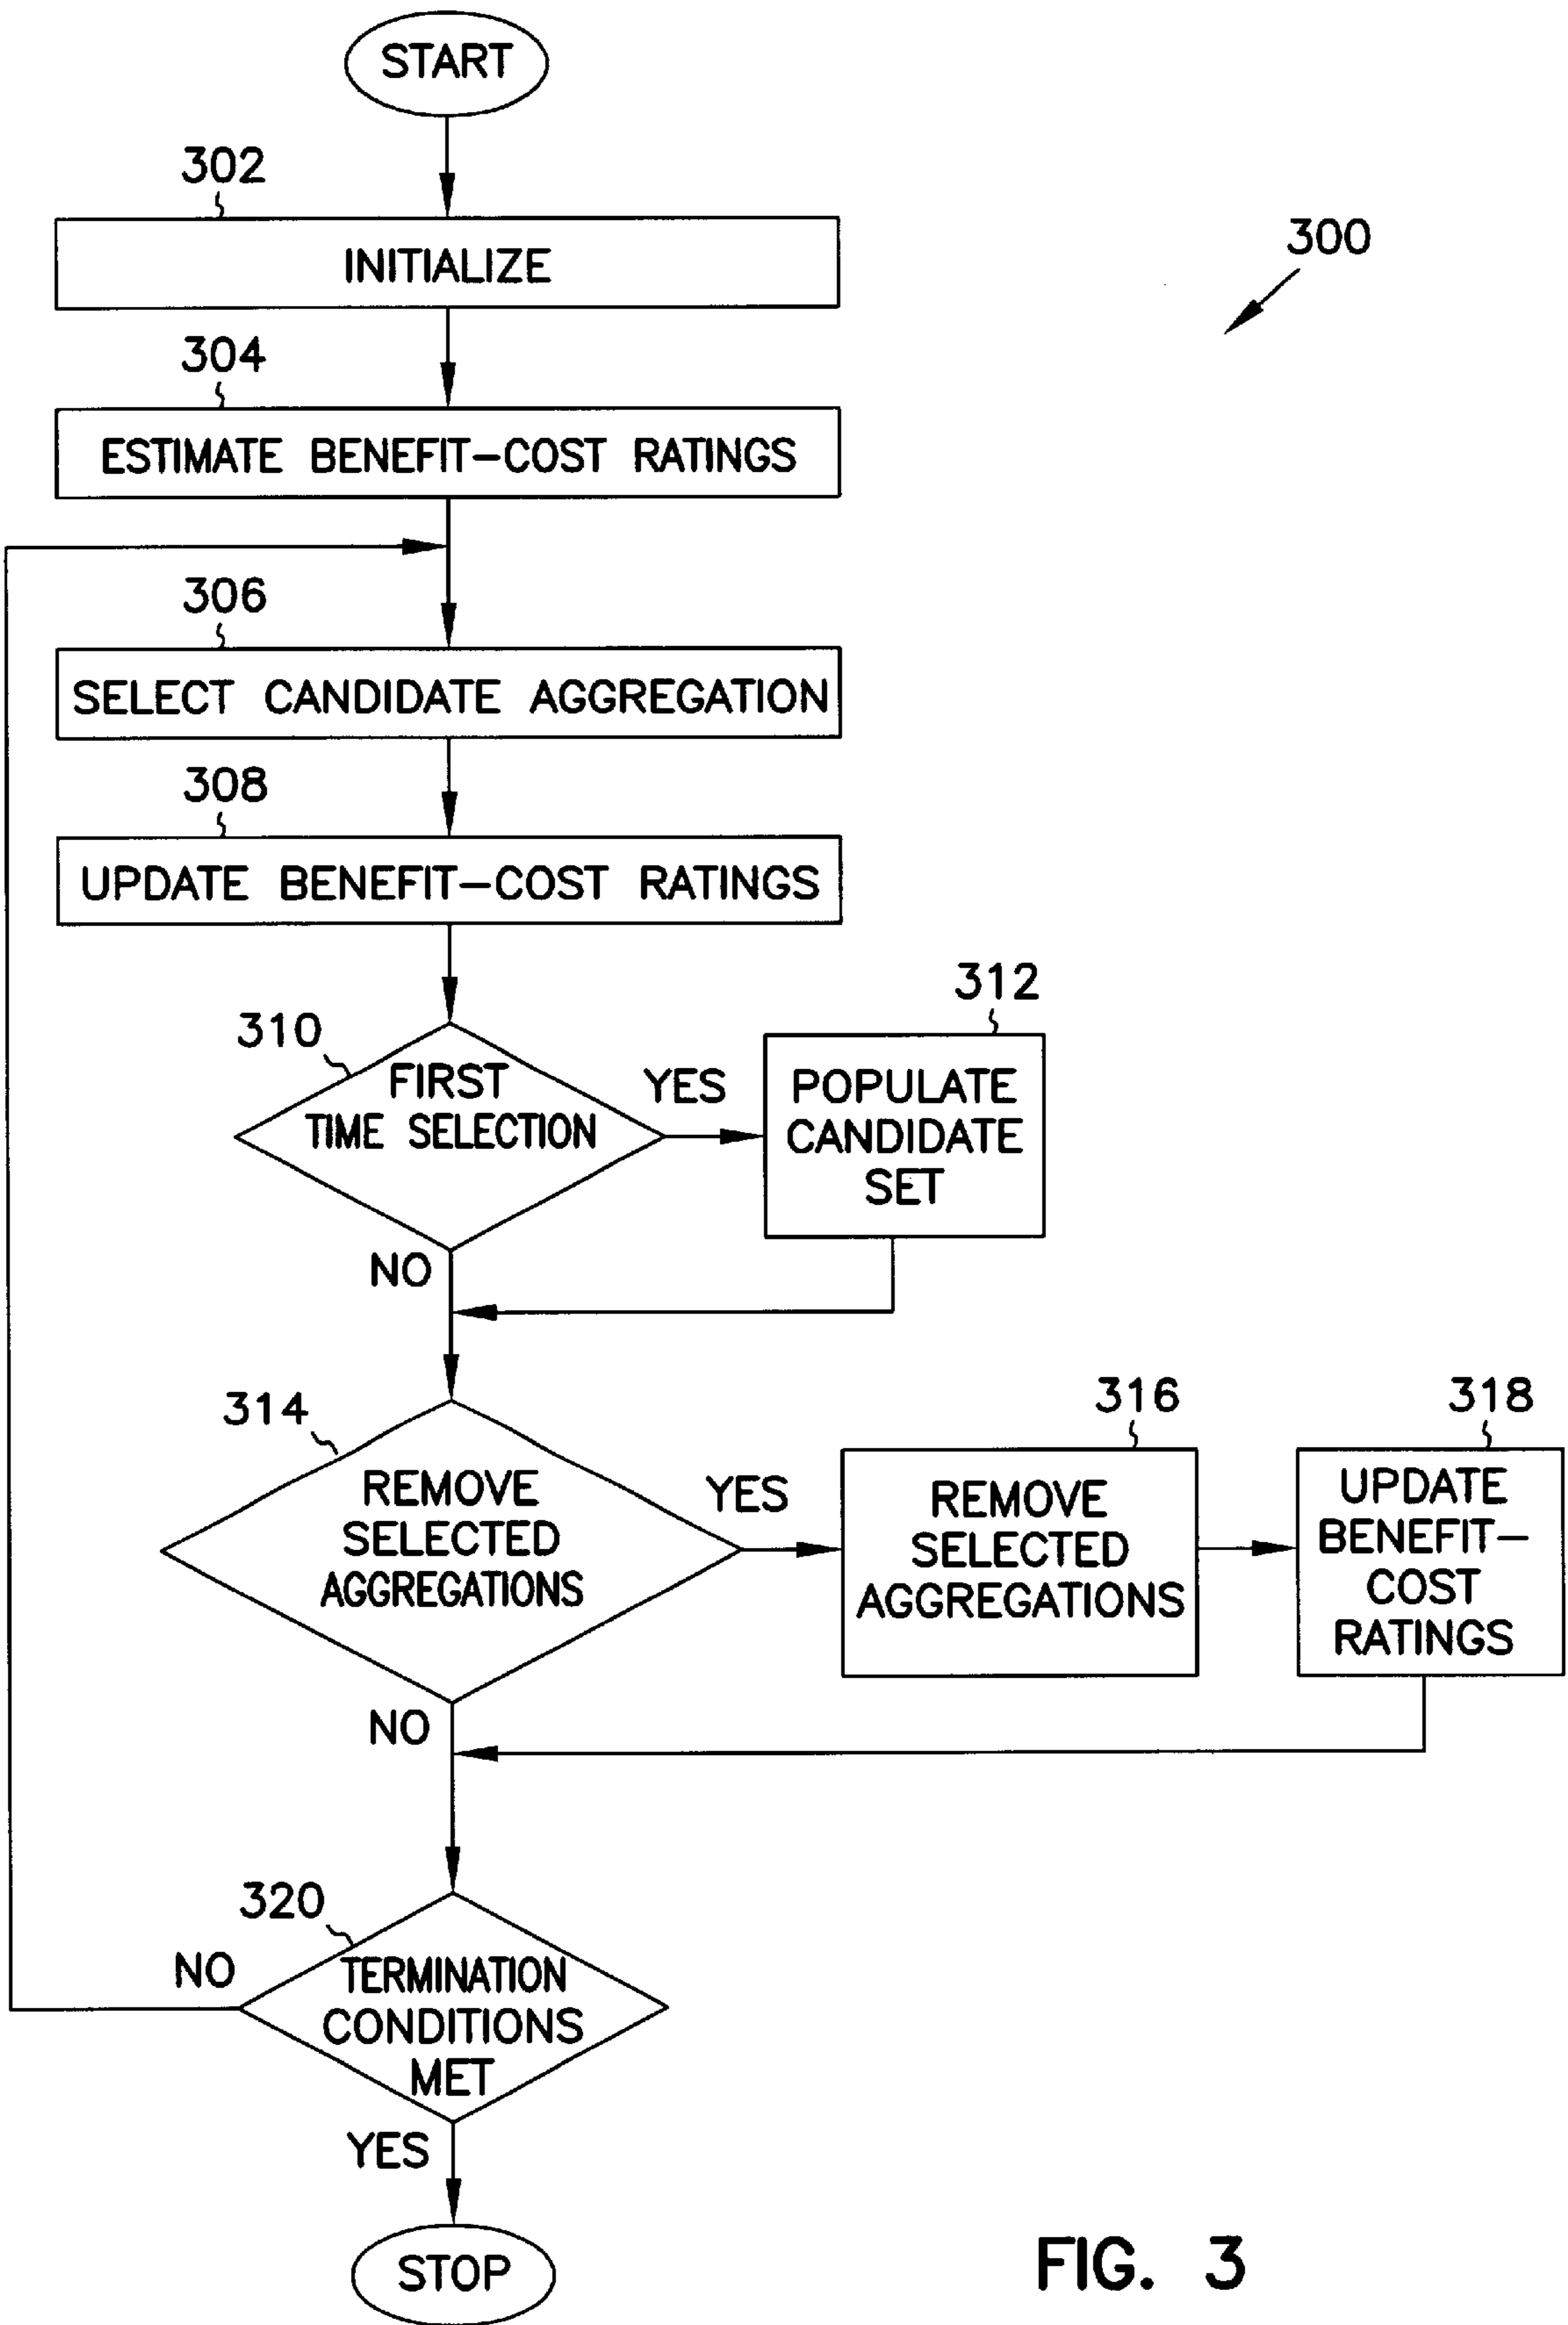 START
302
INITIALIZE
300
304
ESTIMATE BENEFIT-COST RATINGS
306
SELECT CANDIDATE AGGREGATION
308
UPDATE BENEFIT-COST RATINGS
310
FIRST
TIME SELECTION
YES
312
POPULATE
CANDIDATE
SET
NO
314
REMOVE
SELECTED
AGGREGATIONS
YES
316
REMOVE
SELECTED
AGGREGATIONS
318
UPDATE
BENEFIT-
COST
RATINGS
NO
320
NO
TERMINATION
CONDITIONS
MET
YES
STOP
FIG. 3